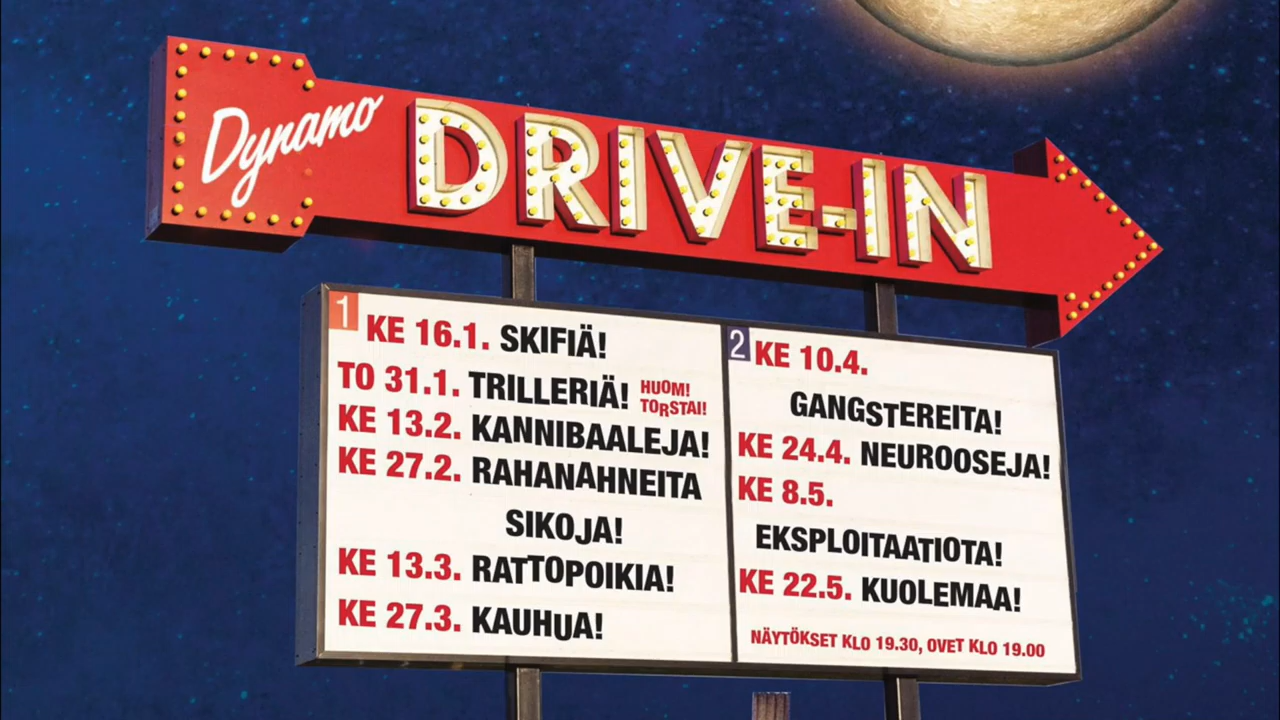 Dynamo DRIVE-IN
1 KE 16.1. SKIFIÄ!
TO 31.1. TRILLERIÄ! HUOM! TORSTAI!
KE 13.2. KANNIBAALEJA!
KE 27.2. RAHANAHNEITA
SIKOJA!
KE 13.3. RATTOPOIKIA!
KE 27.3. KAUHUA!
2 KE 10.4.
GANGSTEREITA!
KE 24.4. NEUROOSEJA!
KE 8.5.
EKSPLOITAATIOTA!
KE 22.5. KUOLEMAA!
NÄYTÖKSET KLO 19.30, OVET KLO 19.00